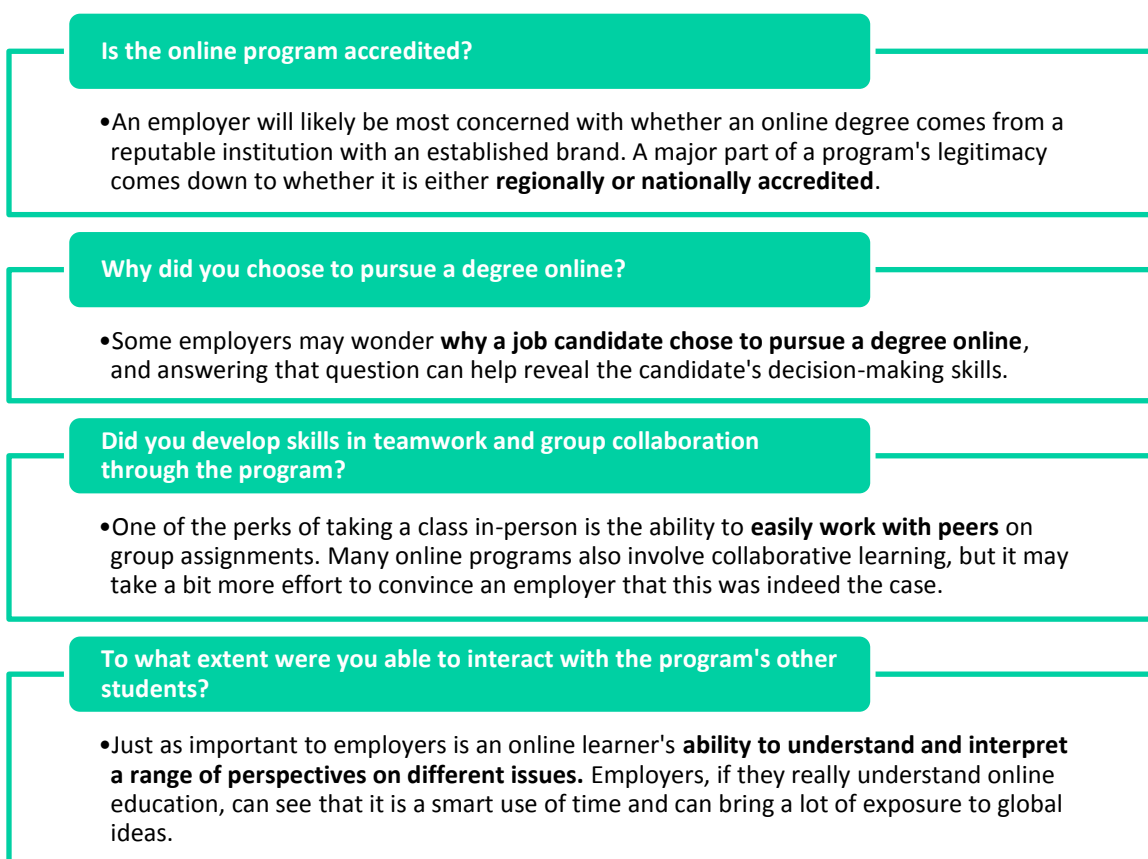 Is the online program accredited?
•An employer will likely be most concerned with whether an online degree comes from a
reputable institution with an established brand. A major part of a program's legitimacy
comes down to whether it is either regionally or nationally accredited.
Why did you choose to pursue a degree online?
•Some employers may wonder why a job candidate chose to pursue a degree online,
and answering that question can help reveal the candidate's decision-making skills.
Did you develop skills in teamwork and group collaboration
through the program?
•One of the perks of taking a class in-person is the ability to easily work with peers on
group assignments. Many online programs also involve collaborative learning, but it may
take a bit more effort to convince an employer that this was indeed the case.
To what extent were you able to interact with the program's other
students?
•Just as important to employers is an online learner's ability to understand and interpret
a range of perspectives on different issues. Employers, if they really understand online
education, can see that it is a smart use of time and can bring a lot of exposure to global
ideas.